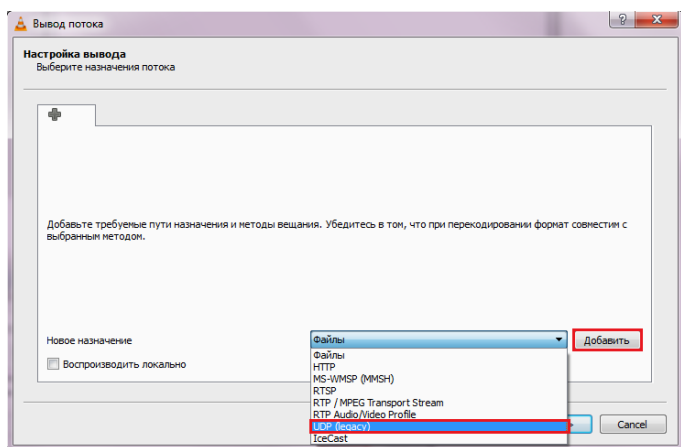 Вывод потока
Настройка вывода
Выберите назначения потока
Добавьте требуемые пути назначения и методы вещания. Убедитесь в том, что при перекодировании формат совместим с
выбранным методом.
Новое назначение
Файлы
Добавить
Воспроизводить локально
Файлы
HTTP
MS-WMSP (MMSH)
RTSP
RTP / MPEG Transport Stream
RTP Audio/Video Profile
UDP (legacy)
IceCast
Cancel